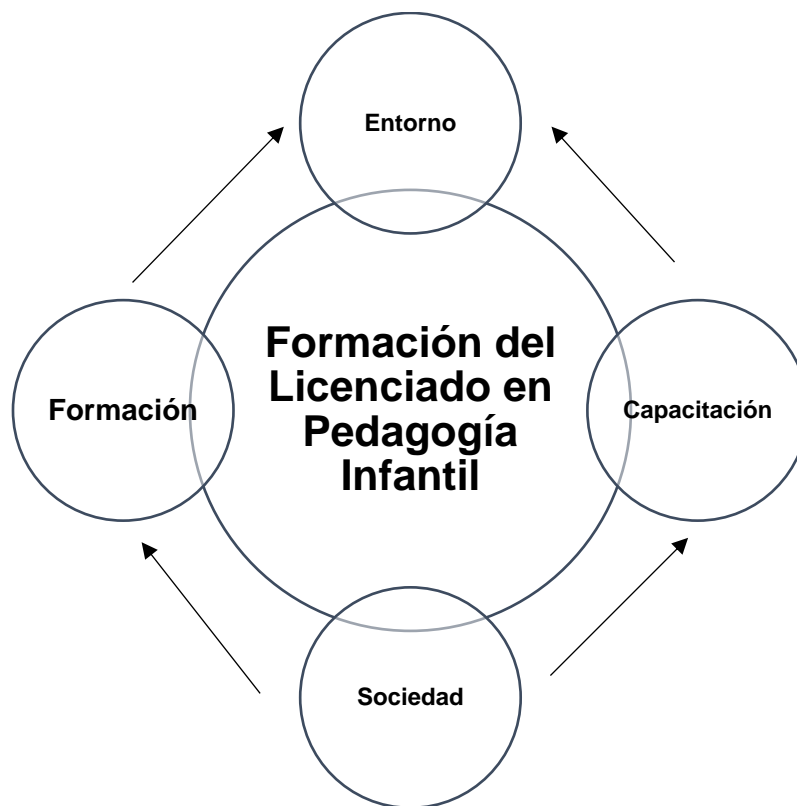 Entorno
Formación del
Licenciado en
Pedagogía
Infantil
Formación
Capacitación
Sociedad